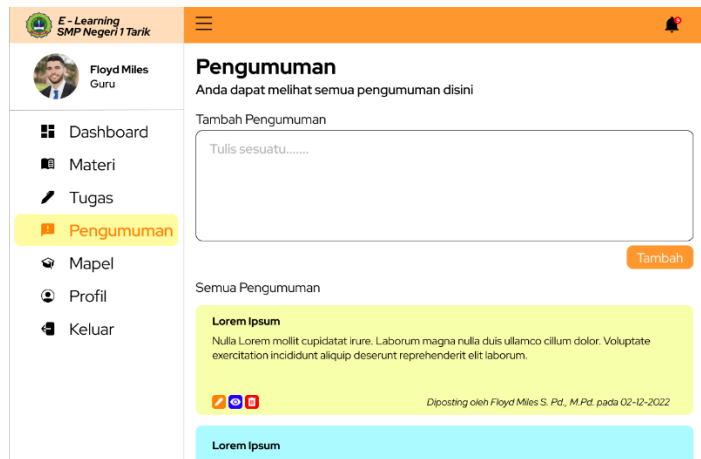 E - Learning
SMP Negeri 1 Tarik
Floyd Miles
Guru
Dashboard
Materi
Tugas
Pengumuman
Mapel
Profil
Keluar
Pengumuman
Anda dapat melihat semua pengumuman disini
Tambah Pengumuman
Tulis sesuatu.......
Tambah
Semua Pengumuman
Lorem Ipsum
Nulla Lorem mollit cupidatat irure. Laborum magna nulla duis ullamco cillum dolor. Voluptate
exercitation incididunt aliquip deserunt reprehenderit elit laborum.
Diposting oleh Floyd Miles S. Pd., M.Pd. pada 02-12-2022
Lorem Ipsum